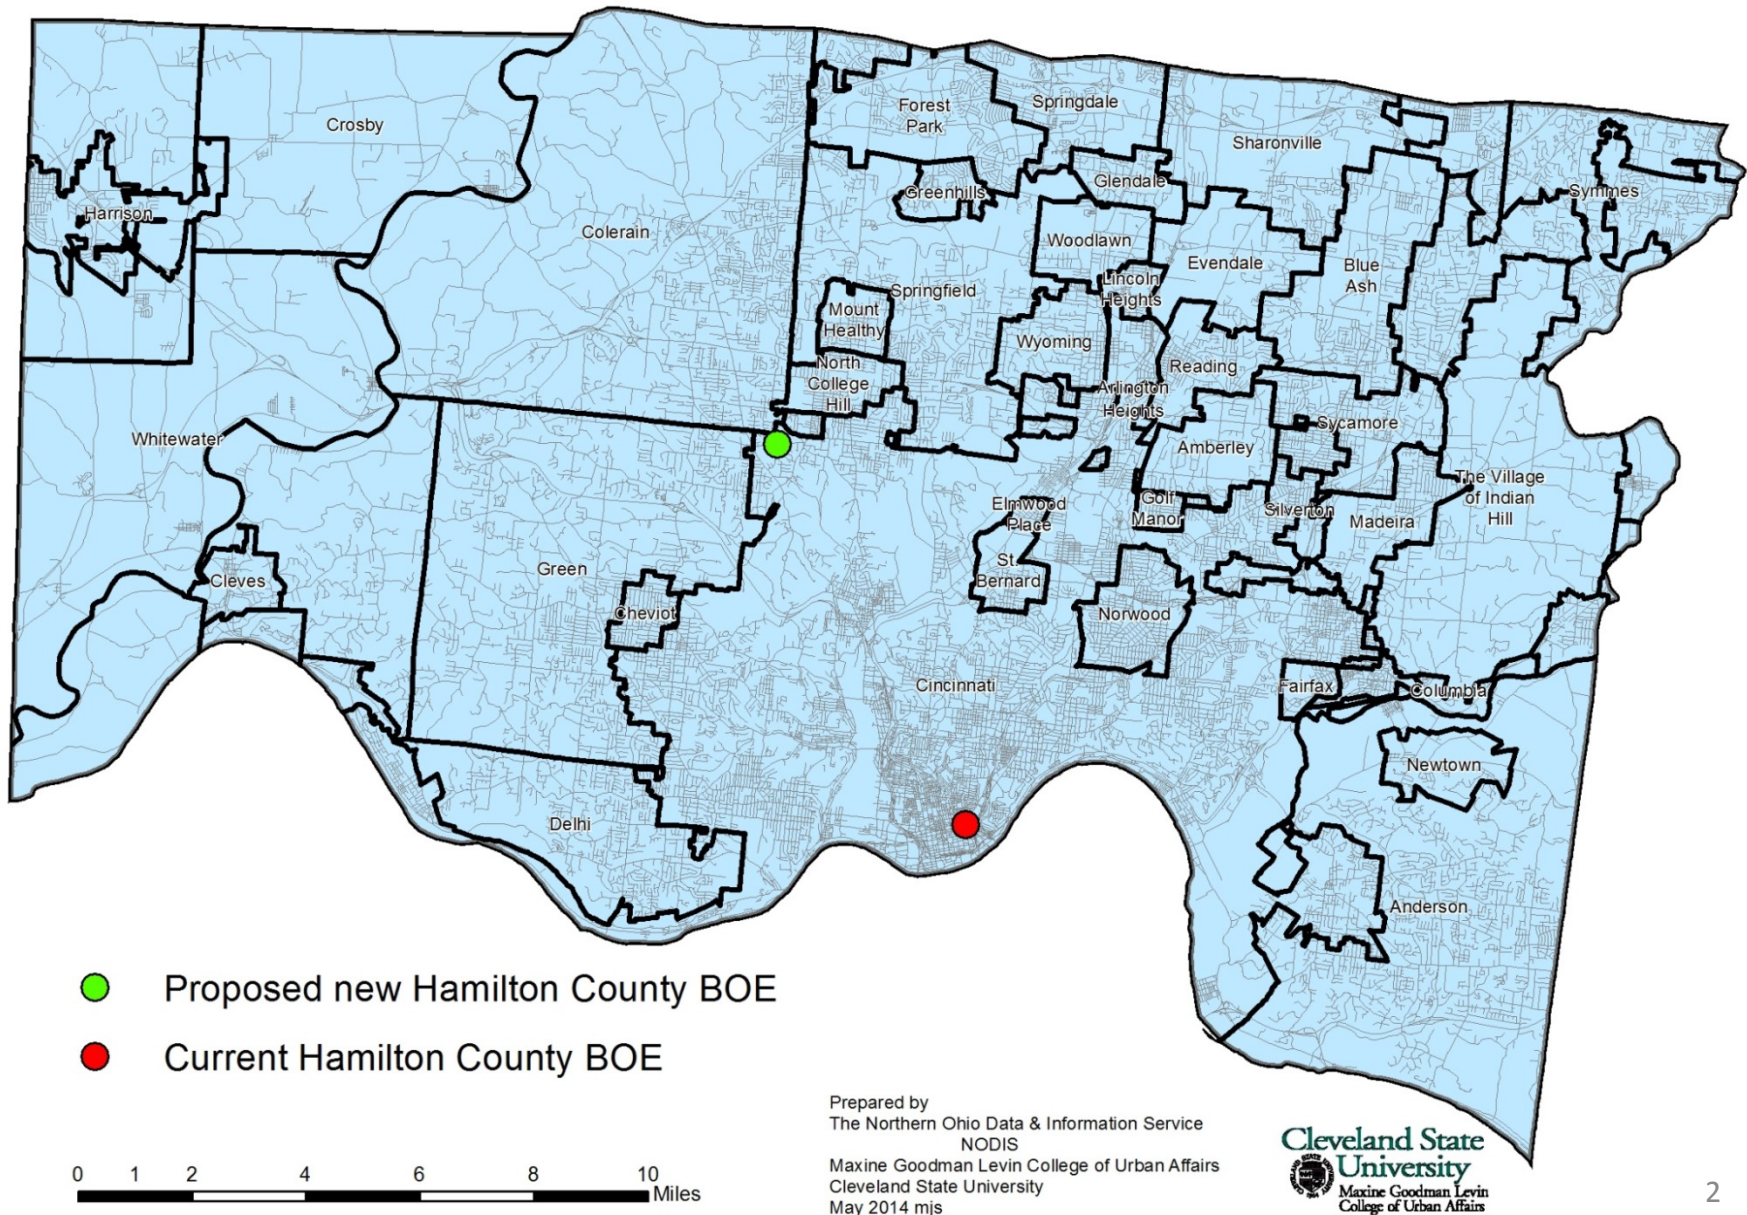 Crosby
Forest
Park
Springdale
Sharonville
Harrison
Greenhills
Glendale
Symmes
Colerain
Woodlawn
Evendale
Blue
Ash
Lincoln
Heights
Springfield
Mount
Healthy
Wyoming
Reading
North
College
Hill
Arlington
Heights
Sycamore
Whitewater
Amberley
The Village
of Indian
Hill
Elmwood
Place
Golf
Manor
Silverton
Madeira
St.
Bernard
Green
Cleves
Cheviot
Norwood
Cincinnati
Fairfax
Columbia
Newtown
Delhi
Anderson
Proposed new Hamilton County BOE
Current Hamilton County BOE
0 1 2 4 6 8 10
Miles
Prepared by
The Northern Ohio Data & Information Service
NODIS
Maxine Goodman Levin College of Urban Affairs
Cleveland State University
May 2014 mjs
Cleveland State
University
Maxine Goodman Levin
College of Urban Affairs
2